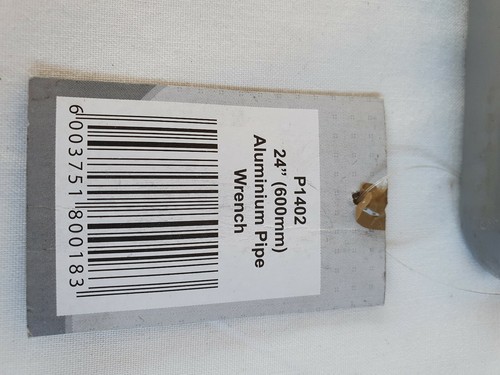 P1402
24” (600mm)
Aluminium Pipe
Wrench
6 003751 800183